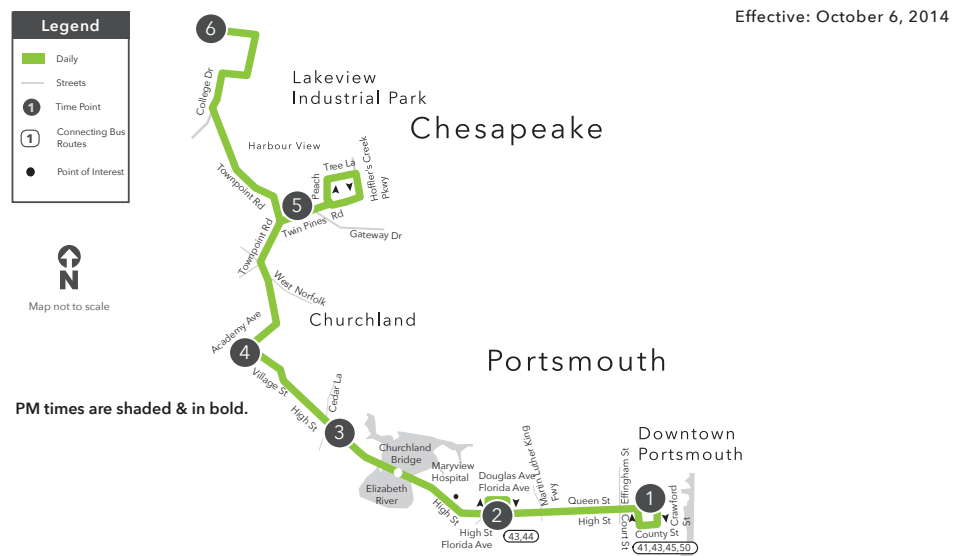 Effective: October 6, 2014
Legend
Daily
Streets
1
Time Point
1
Connecting Bus
Routes
Point of Interest
N
Map not to scale
PM times are shaded & in bold.
6
College Dr
Lakeview
Industrial Park
Chesapeake
Harbour View
Townpoint Rd
Peach
Tree La
Hoffler's Creek
Pkwy
5
Twin Pines Rd
Gateway Dr
Townpoint Rd
West Norfolk
Churchland
Academy Ave
4
Village St
High St
Cedar La
3
Portsmouth
Churchland
Bridge
Elizabeth
River
Maryview
Hospital
High St
Douglas Ave
Florida Ave
2
High St
Florida Ave
43,44
Martin Luther King
Fwy
Queen St
High St
Effingham St
Court St
Downtown
Portsmouth
1
Crawford
St
County St
41,43,45,50